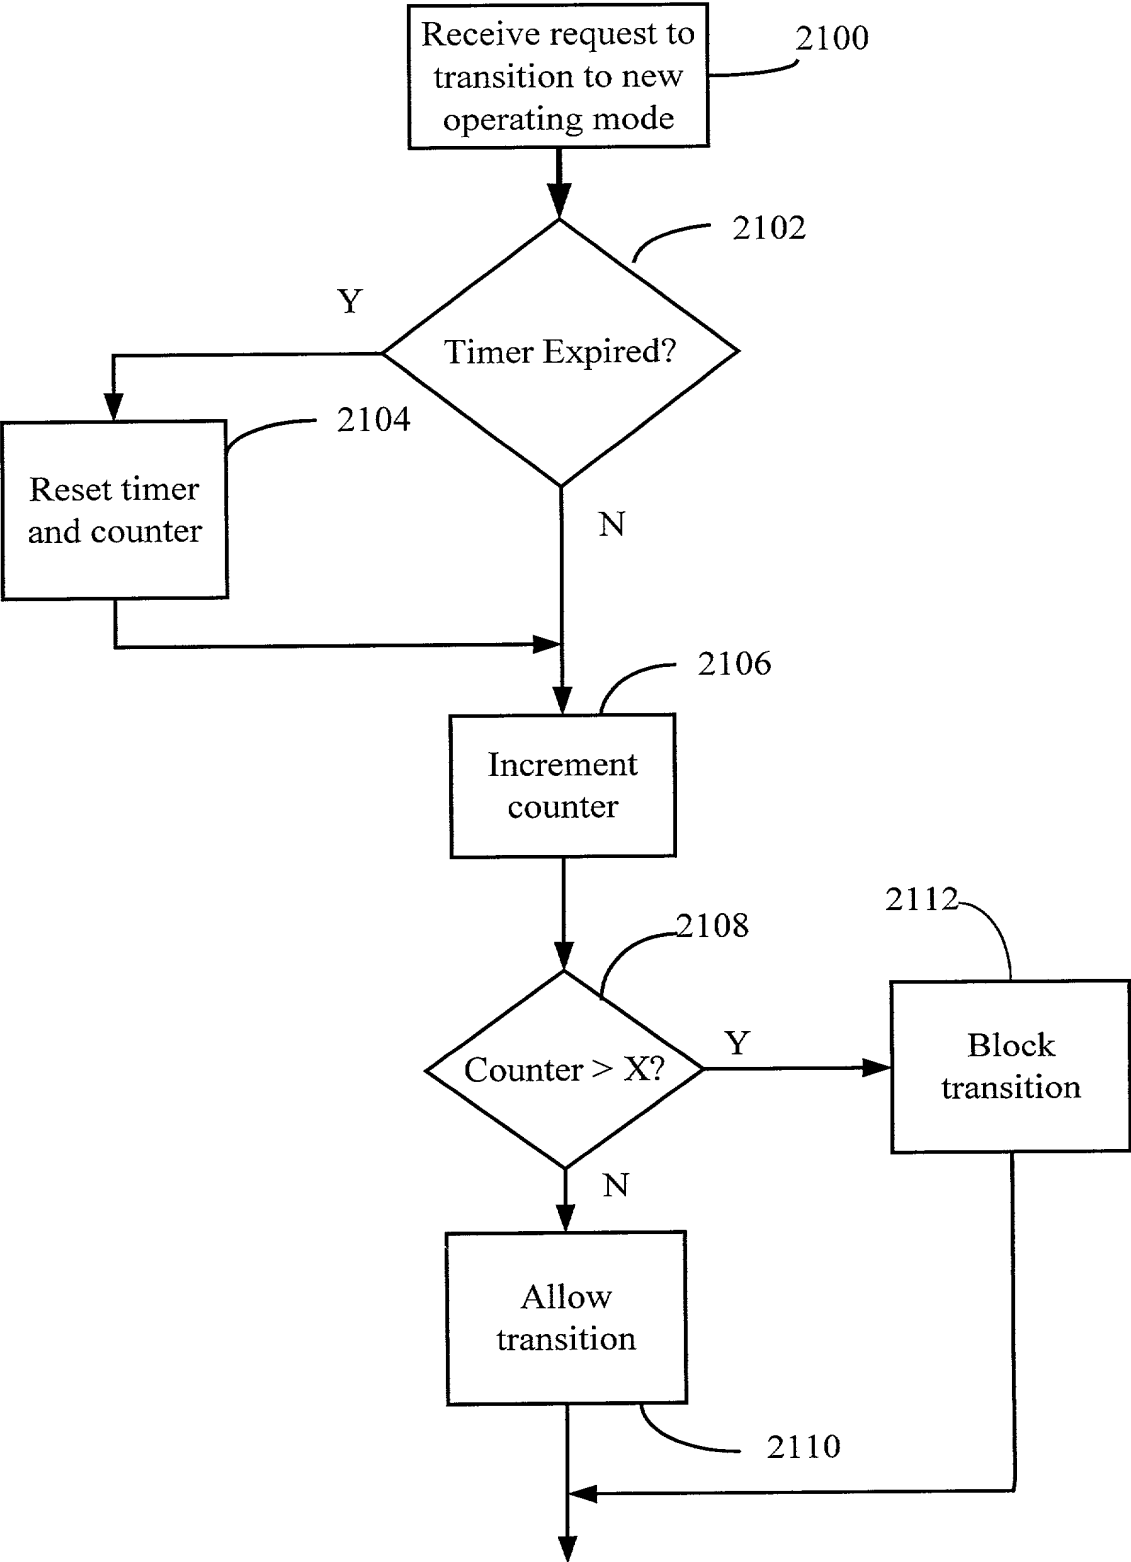 Receive request to
transition to new
operating mode
2100
2102
Y
Timer Expired?
2104
Reset timer
and counter
N
2106
Increment
counter
2108
2112
Counter > X?
Y
Block
transition
N
Allow
transition
2110